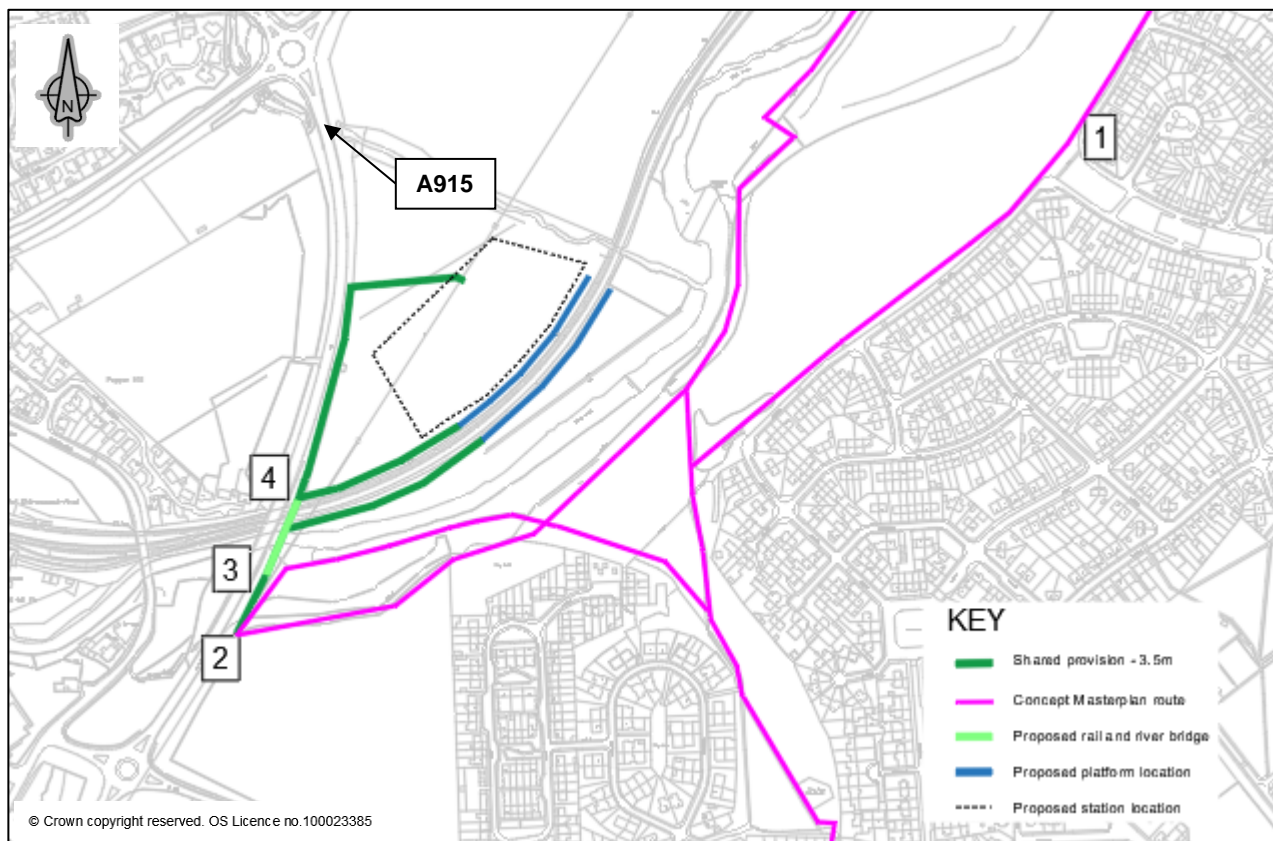 N
A915
1
4
3
2
KEY
Shared provision - 3.5m
Concept Masterplan route
Proposed rail and river bridge
Proposed platform location
Proposed station location
© Crown copyright reserved. OS Licence no.100023385